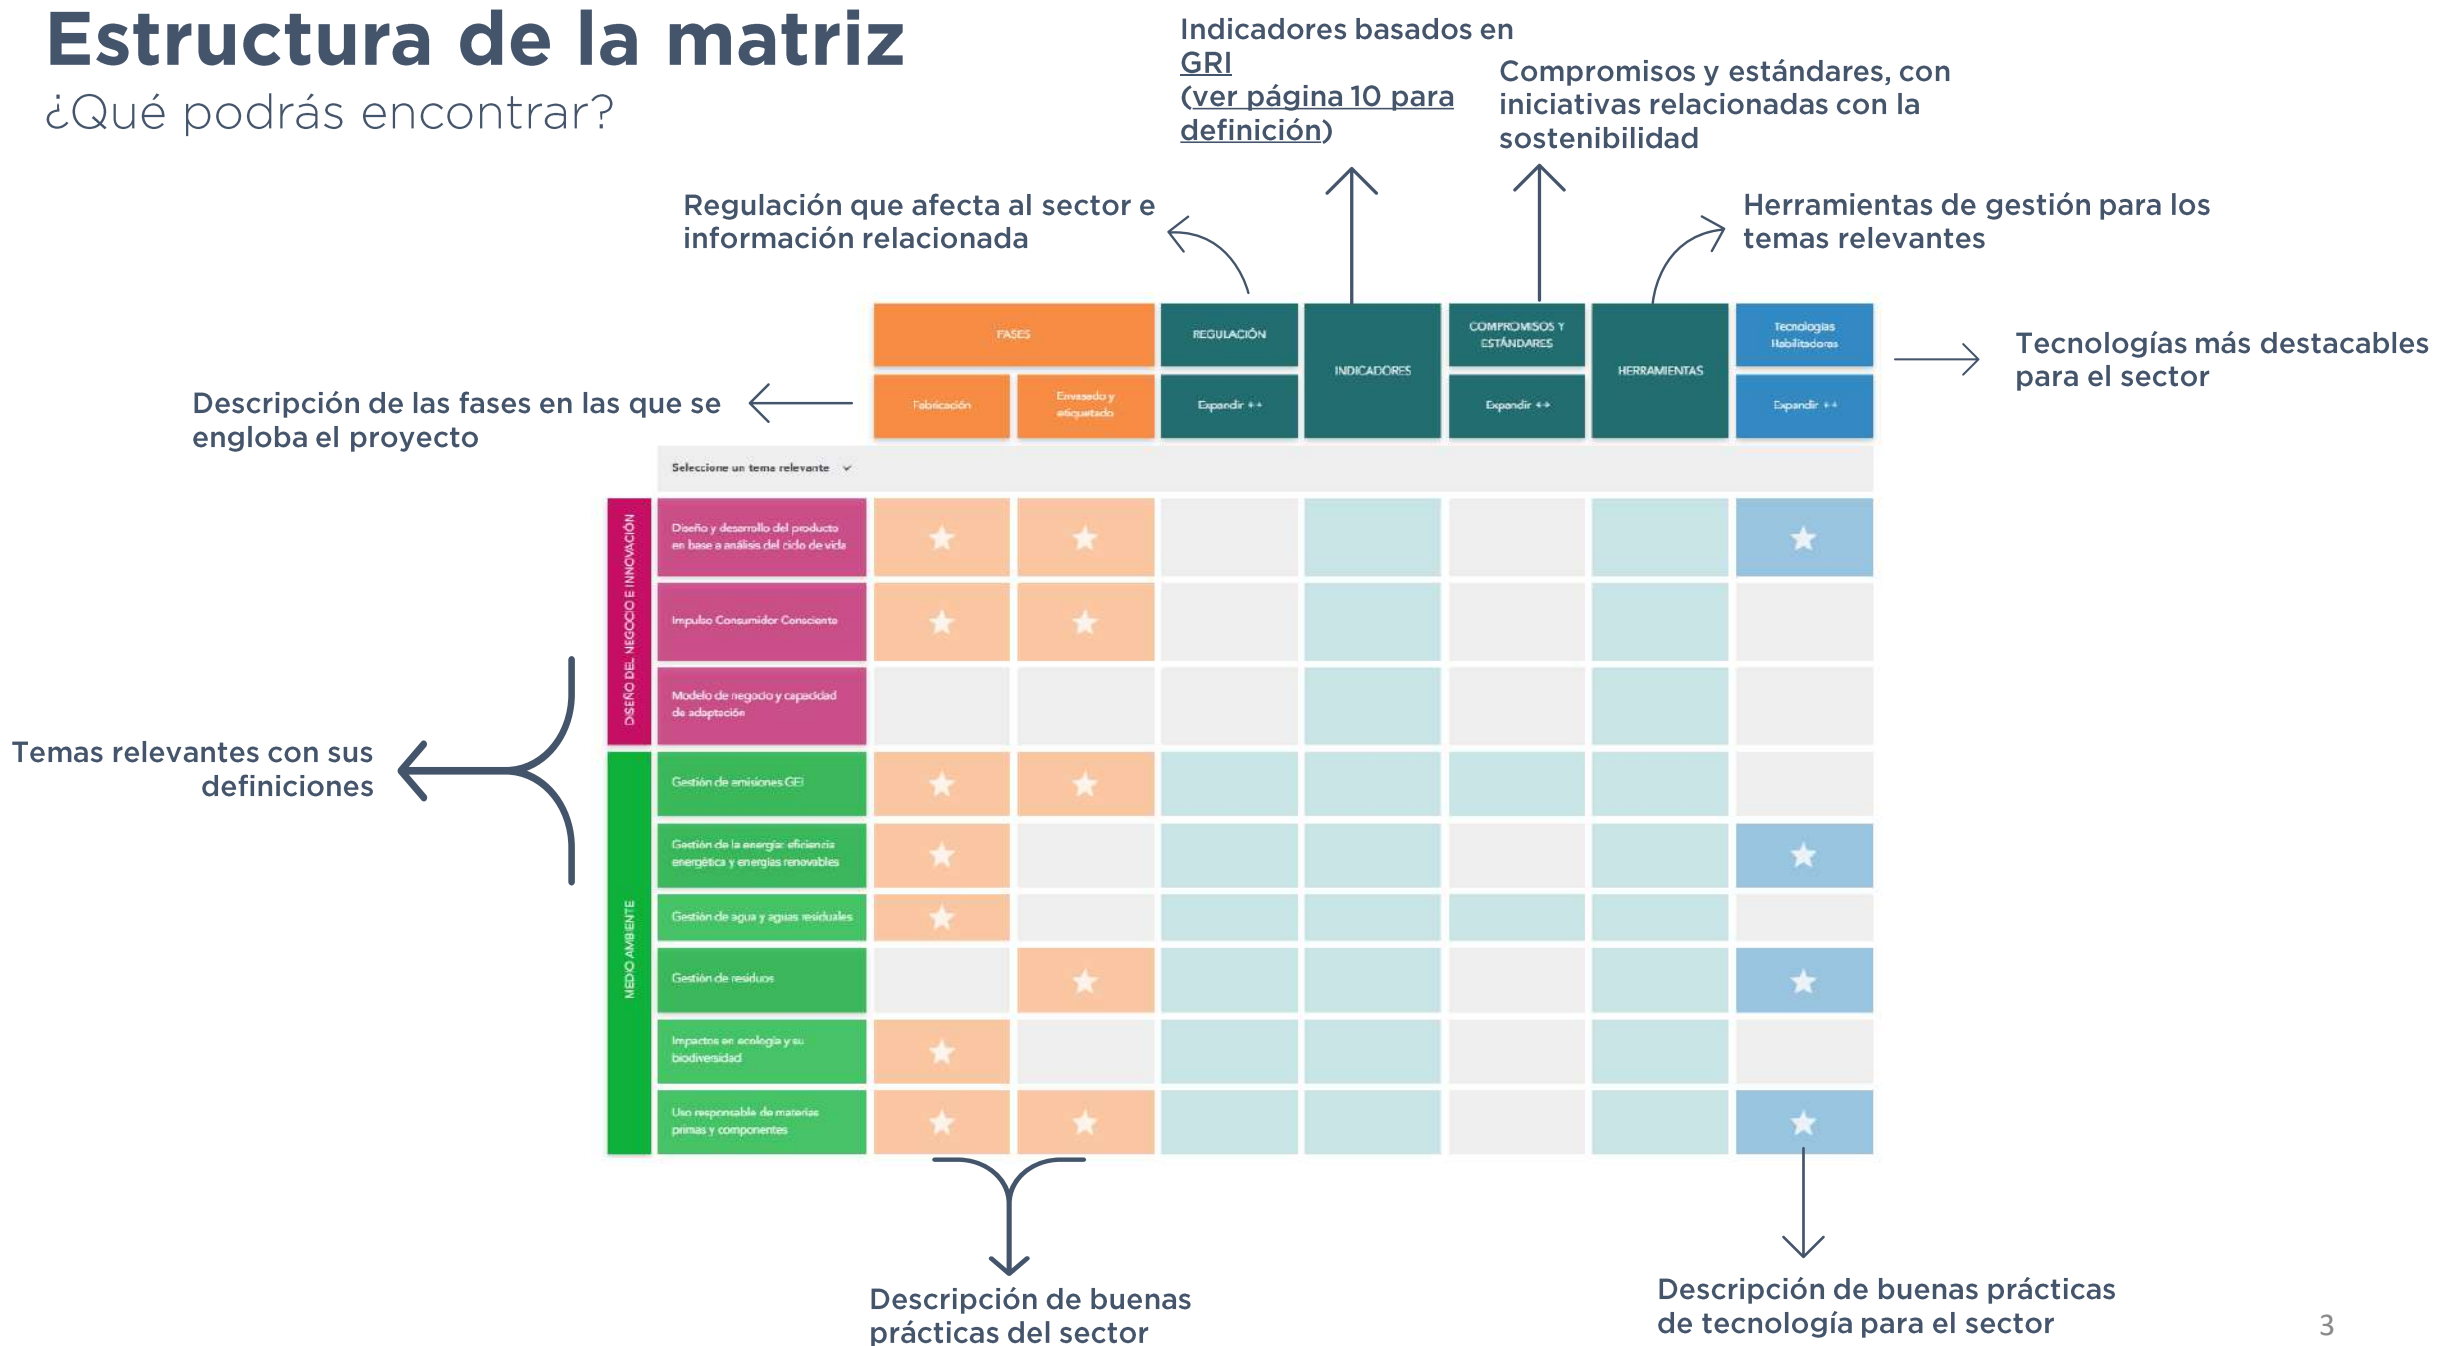 Estructura de la matriz
¿Qué podrás encontrar?
Indicadores basados en
GRI
(ver página 10 para
definición)
Compromisos y estándares, con
iniciativas relacionadas con la
sostenibilidad
Regulación que afecta al sector e
información relacionada
Herramientas de gestión para los
temas relevantes
Tecnologías más destacables
para el sector
Descripción de las fases en las que se
engloba el proyecto
FASES
REGULACIÓN
INDICADORES
COMPROMISOS Y
ESTÁNDARES
HERRAMIENTAS
Tecnologías
Habilitadoras
Fabricación
Envasado y
etiquetado
Expandir ↔
Expandir ↔
Expandir ↔
Seleccione un tema relevante
DISEÑO DEL NEGOCIO E INNOVACIÓN
Diseño y desarrollo del producto
en base a análisis del ciclo de vida
Impulso Consumidor Consciente
Modelo de negocio y capacidad
de adaptación
Temas relevantes con sus
definiciones
MEDIO AMBIENTE
Gestión de emisiones GEI
Gestión de la energía: eficiencia
energética y energías renovables
Gestión de agua y aguas residuales
Gestión de residuos
Impactos en ecología y su
biodiversidad
Uso responsable de materias
primas y componentes
Descripción de buenas
prácticas del sector
Descripción de buenas prácticas
de tecnología para el sector
3